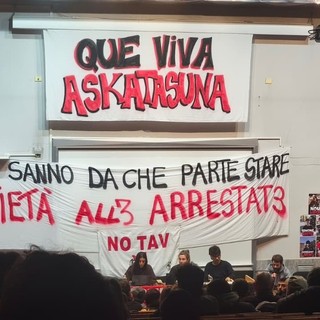 QUE VIVA
ASKATASUNA
SANNO DA CHE PARTE STARE
IETÀ ALL3 ARRESTAT3
NO TAV